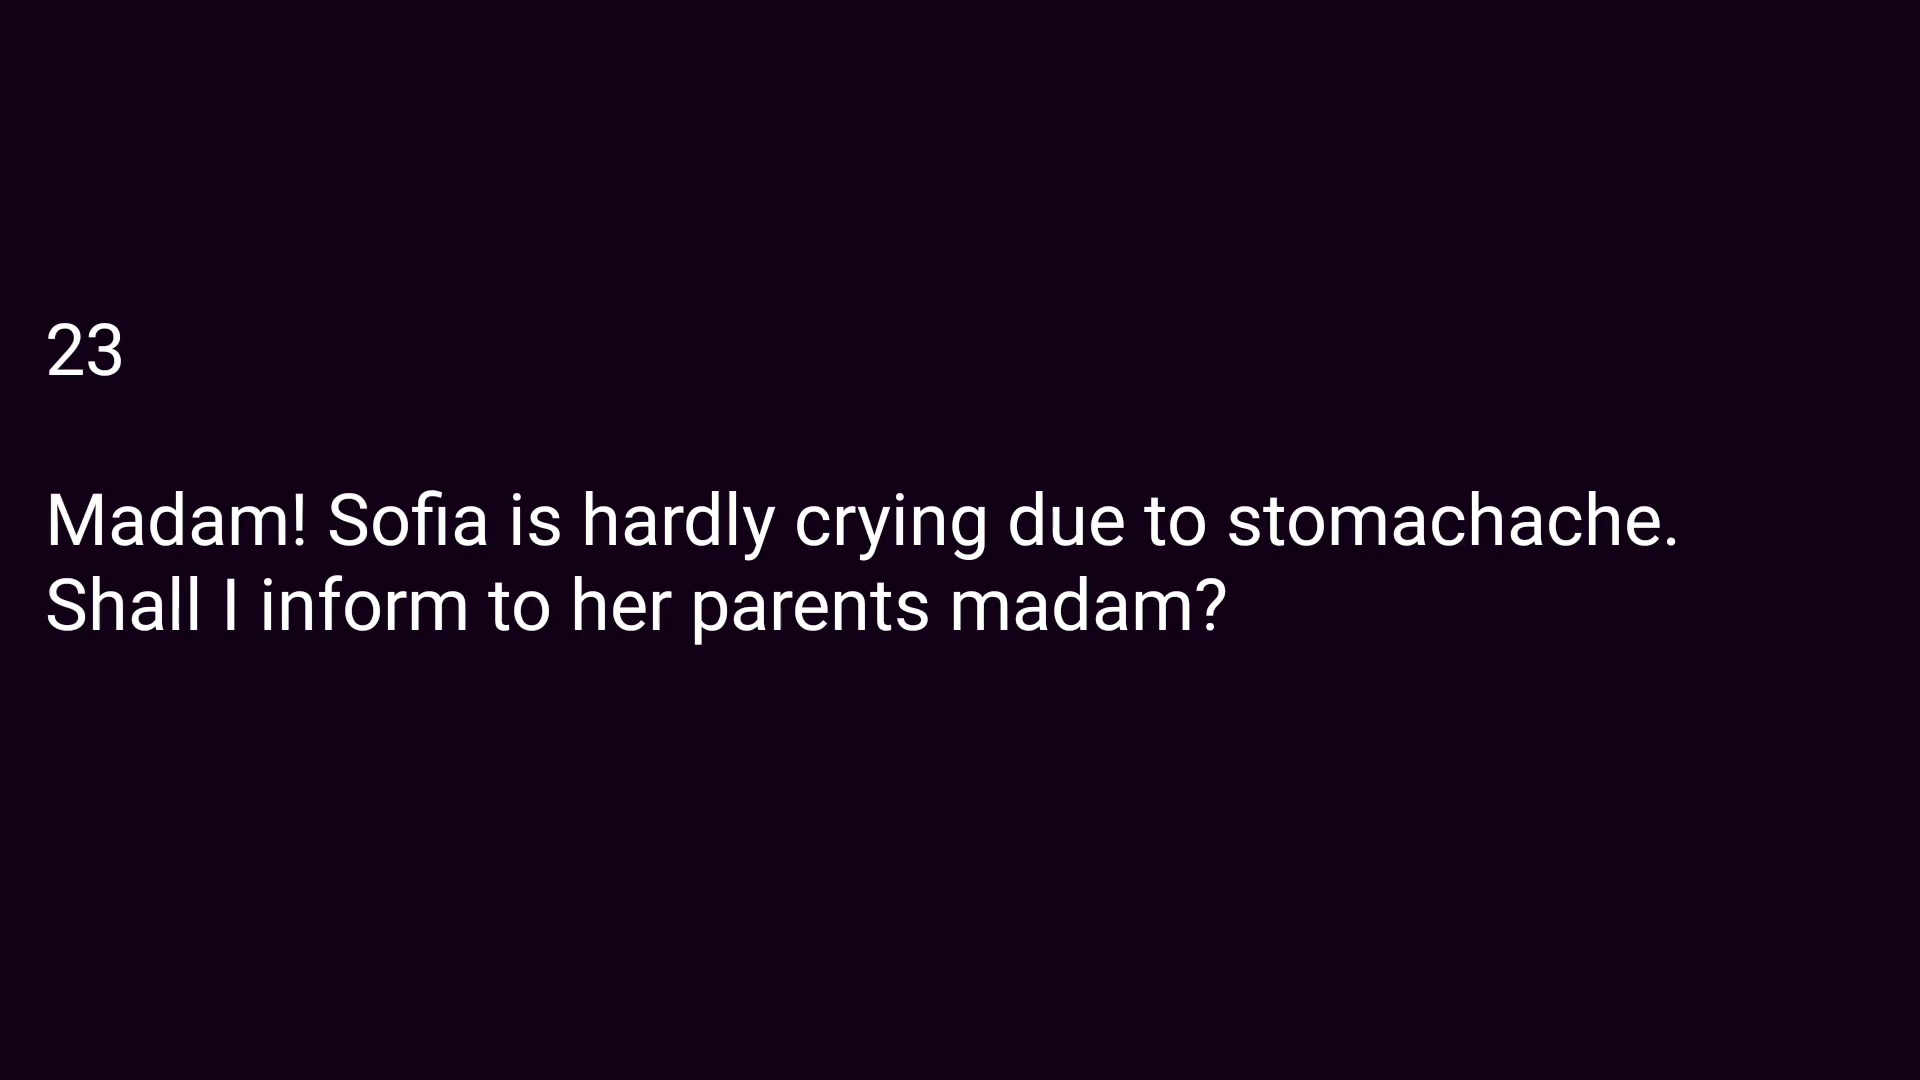 23
Madam! Sofia is hardly crying due to stomachache.
Shall I inform to her parents madam?